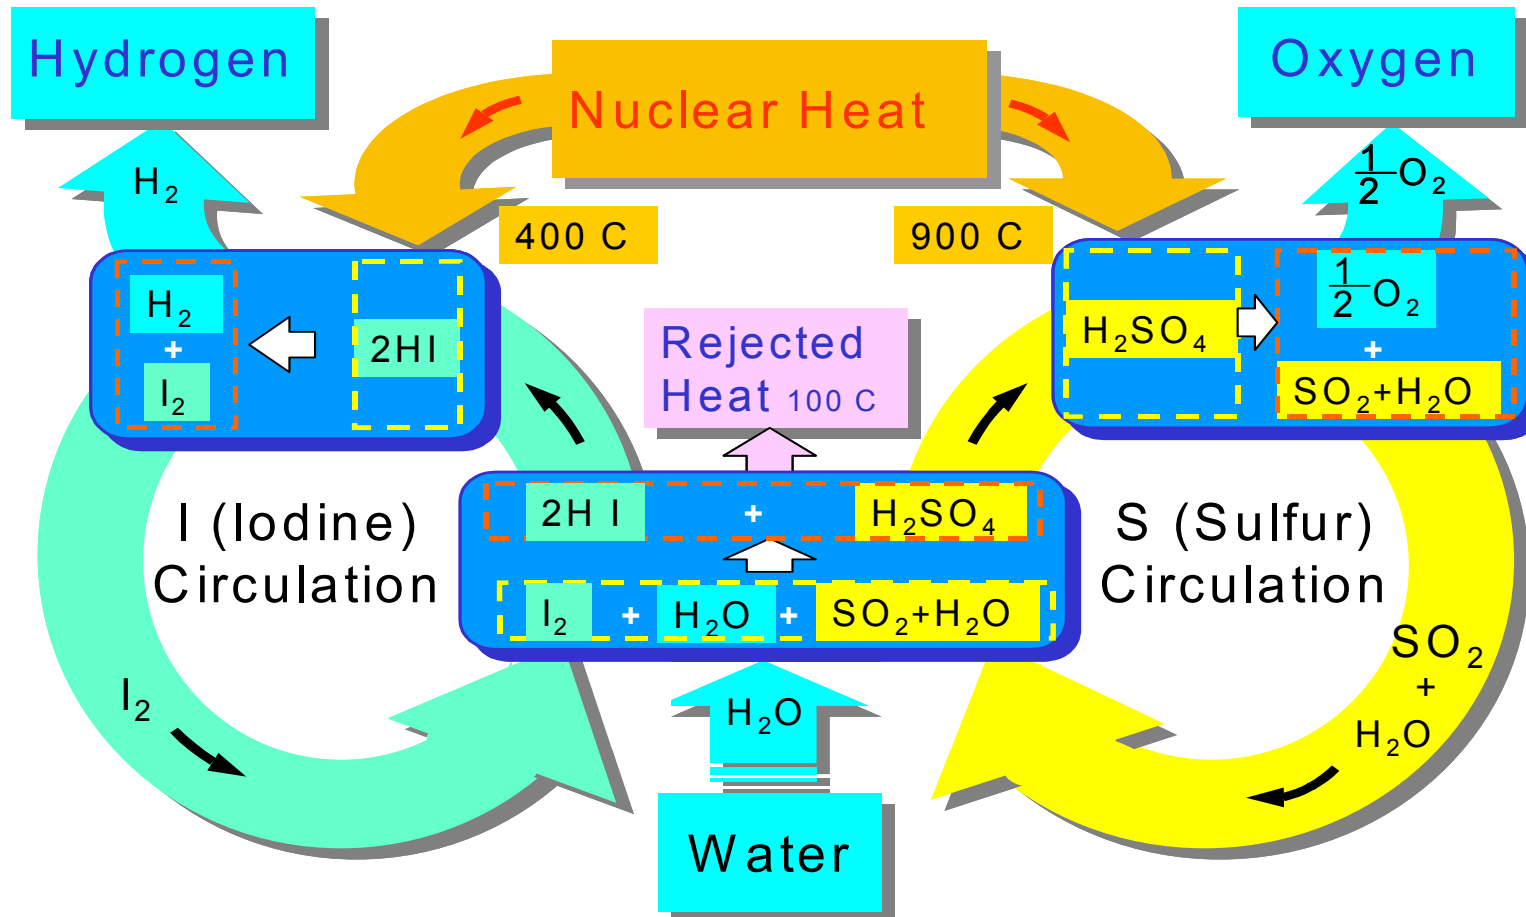 Hydrogen
Nuclear Heat
Oxygen
H₂
½O₂
400 C
900 C
H₂
+
I₂
2HI
H₂SO₄
½O₂
+
SO₂+H₂O
Rejected
Heat 100 C
I (Iodine)
Circulation
2H I + H₂SO₄
I₂ + H₂O + SO₂+H₂O
S (Sulfur)
Circulation
I₂
H₂O
SO₂
+
H₂O
Water